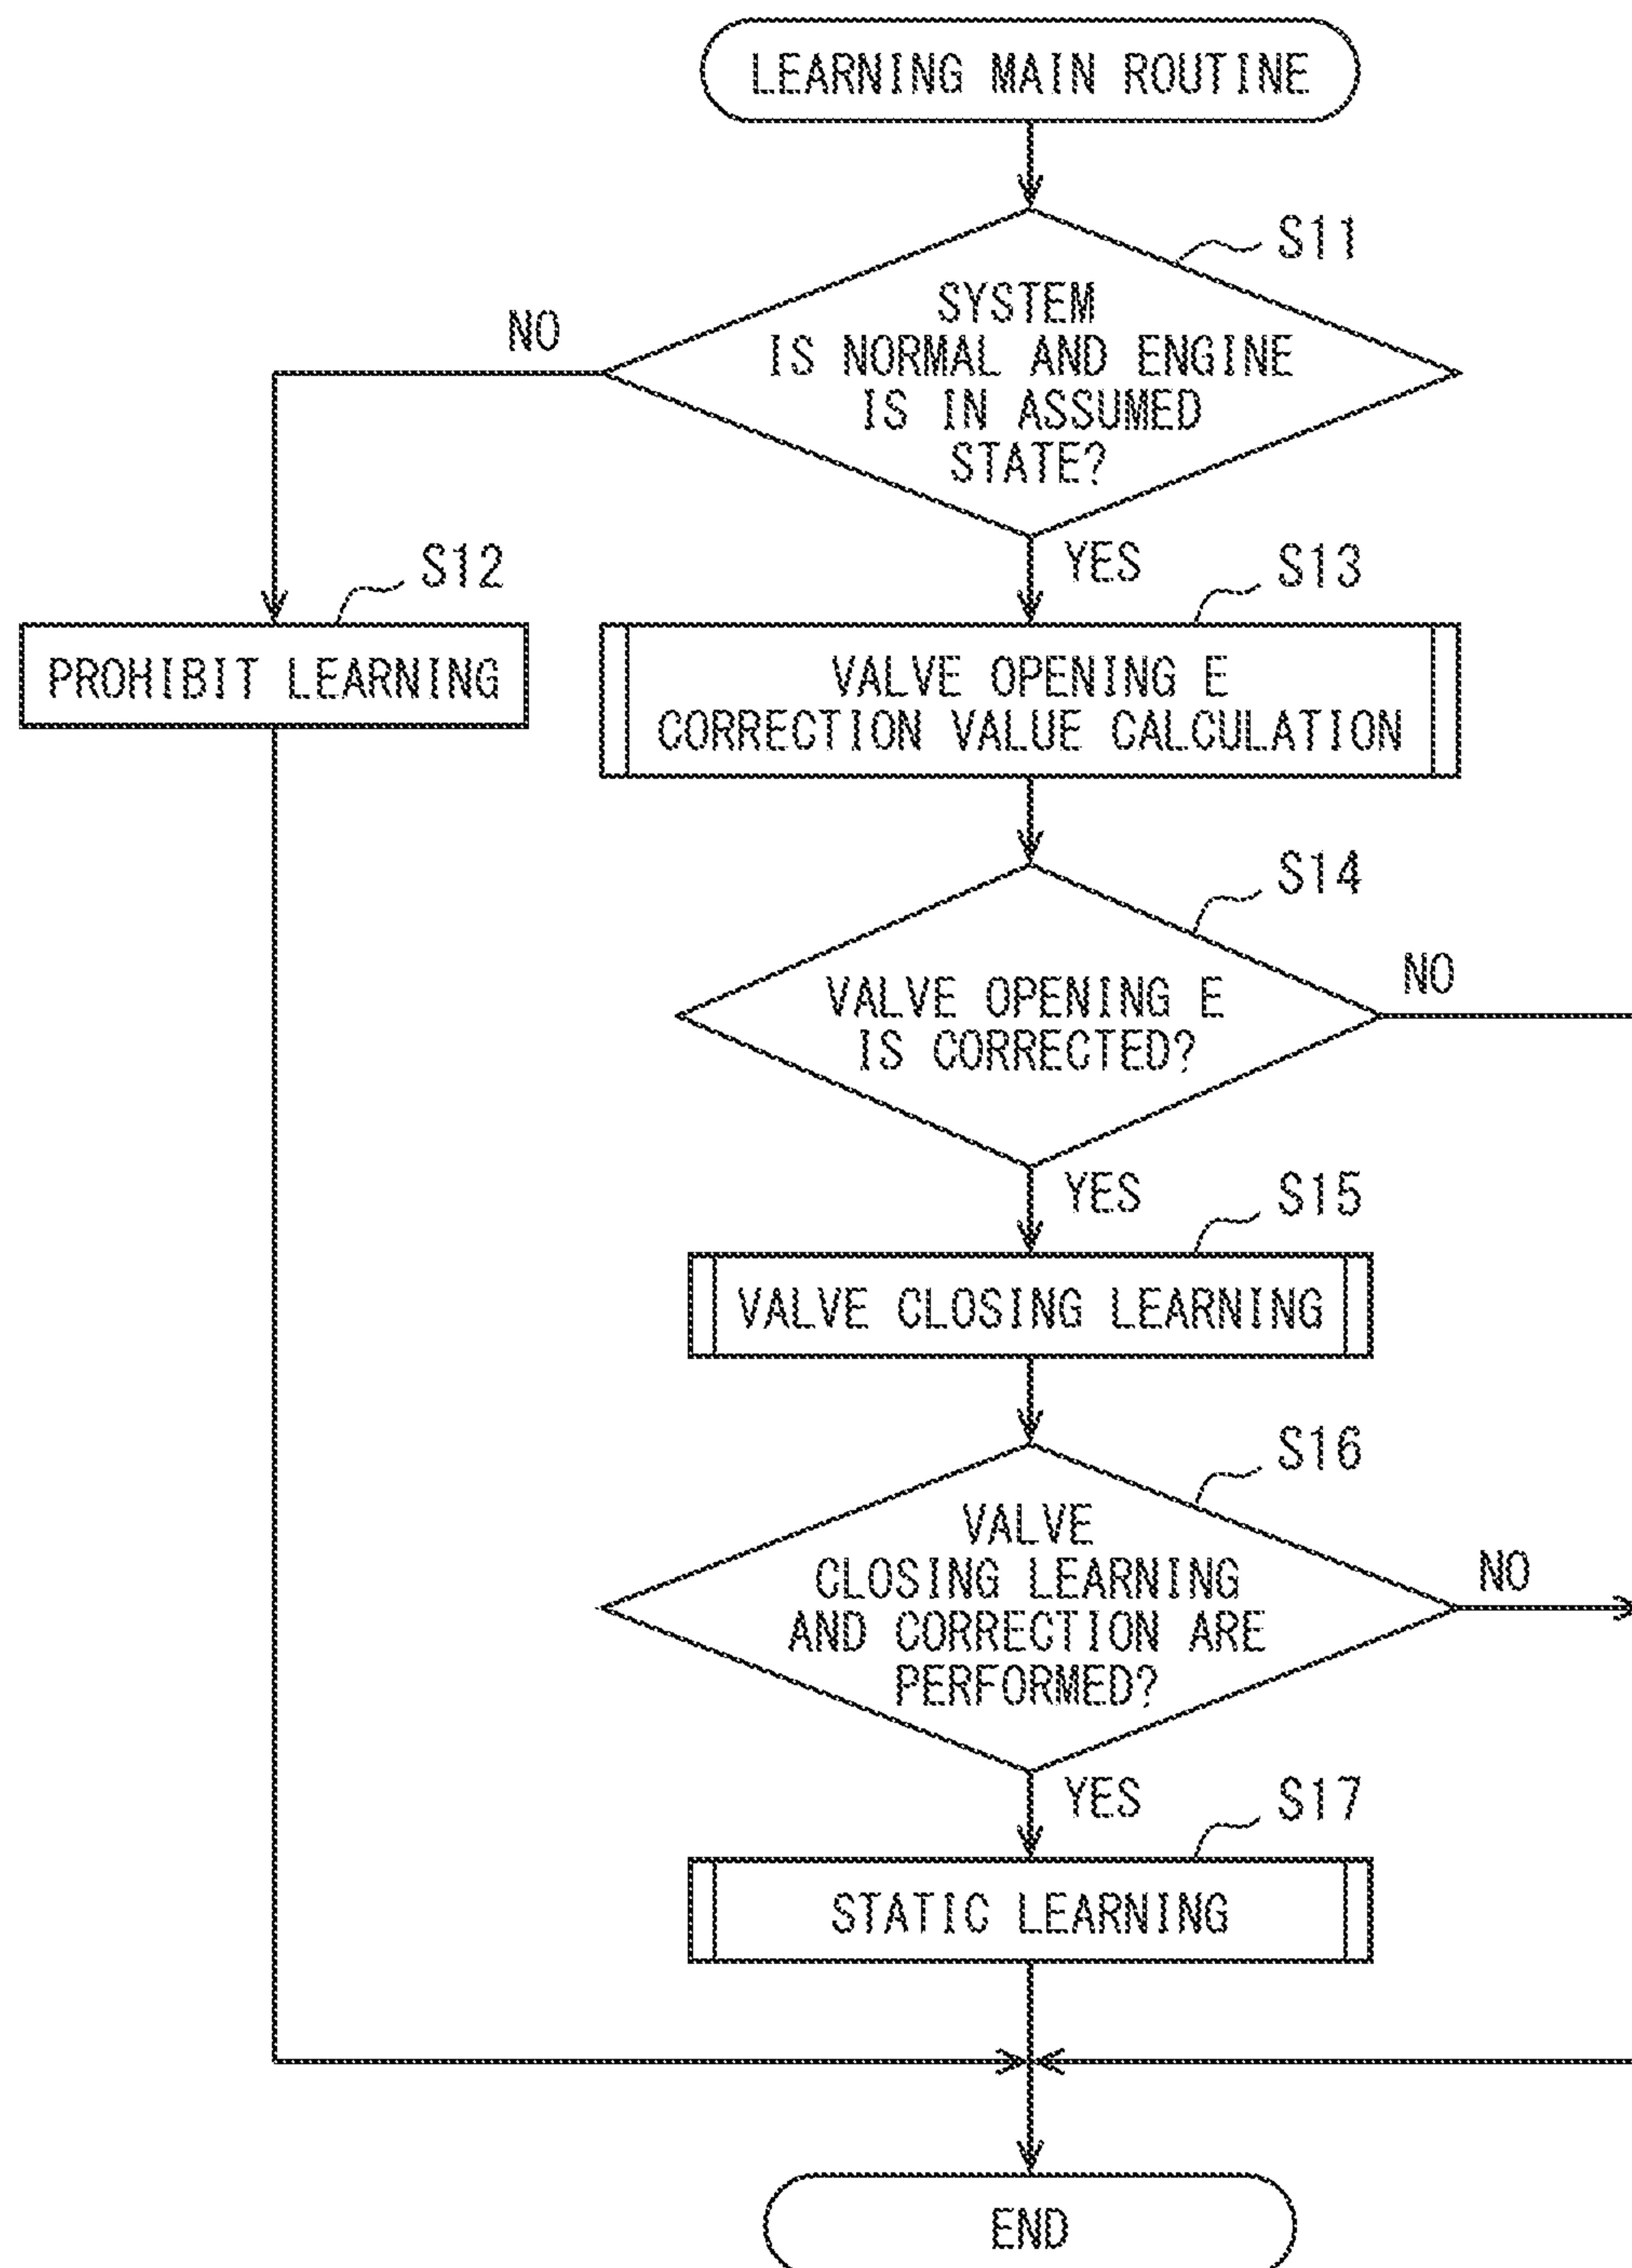 LEARNING MAIN ROUTINE
S11
SYSTEM
IS NORMAL AND ENGINE
IS IN ASSUMED
STATE?
NO
YES
S12
PROHIBIT LEARNING
S13
VALVE OPENING E
CORRECTION VALUE CALCULATION
S14
VALVE OPENING E
IS CORRECTED?
NO
YES
S15
VALVE CLOSING LEARNING
S16
VALVE
CLOSING LEARNING
AND CORRECTION ARE
PERFORMED?
NO
YES
S17
STATIC LEARNING
END